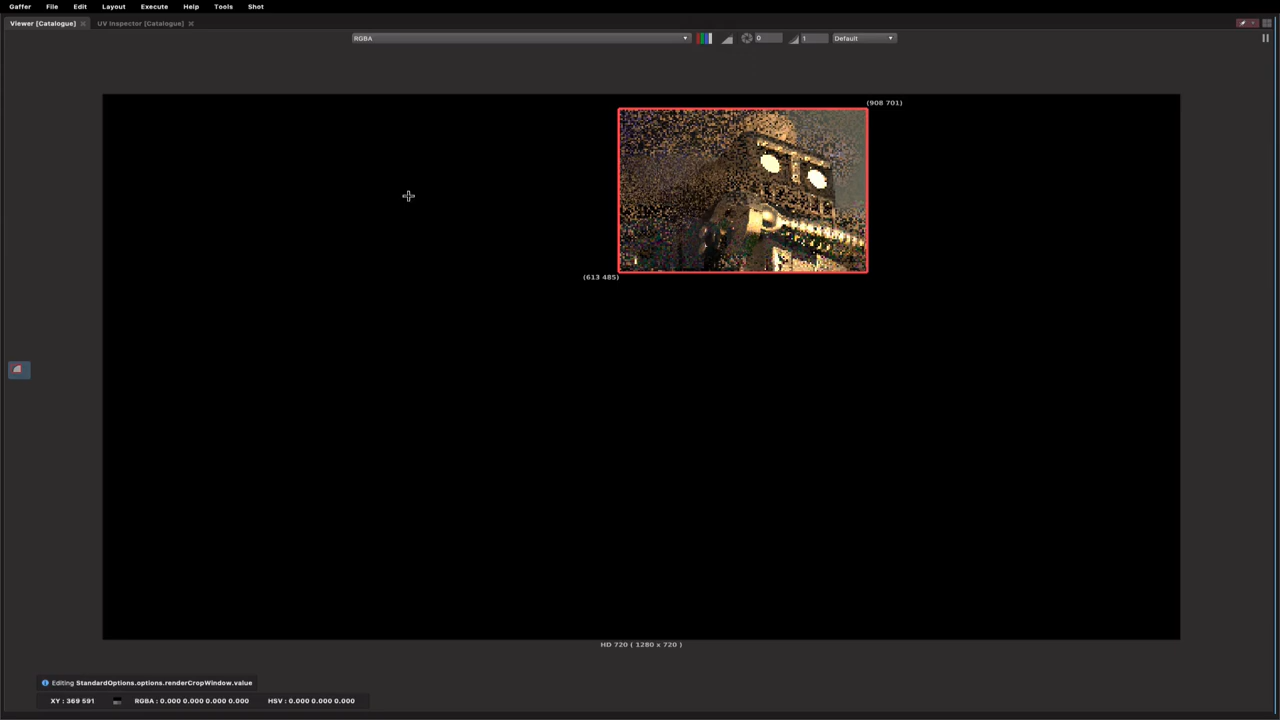 Gaffer File Edit Layout Execute Help Tools Shot
Viewer [Catalogue] UV Inspector [Catalogue]
RGBA 0 1 Default
(908 701)
(613 485)
HD 720 ( 1280 x 720 )
Editing StandardOptions.options.renderCropWindow.value
XY : 369 591 RGBA : 0.000 0.000 0.000 0.000 HSV : 0.000 0.000 0.000